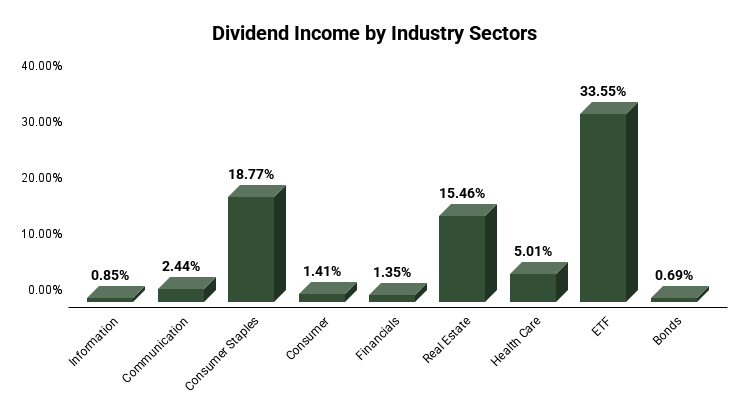 Dividend Income by Industry Sectors
40.00%
30.00%
20.00%
10.00%
0.00%
0.85%
2.44%
18.77%
1.41%
1.35%
15.46%
5.01%
33.55%
0.69%
Information
Communication
Consumer Staples
Consumer
Financials
Real Estate
Health Care
ETF
Bonds